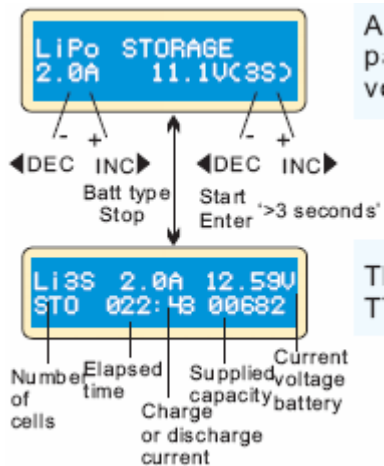 LiPo STORAGE
2.0A 11.1V(3S)
A
pa
vo
- + - +
◀DEC INC▶ ◀DEC INC▶
Batt type
Stop
Start
Enter
'>3 seconds'
Li3S 2.0A 12.59V
STO 022:43 00682
T
T
Number
of
cells
Elapsed
time
Charge
or discharge
current
Supplied
capacity
Current
voltage
battery